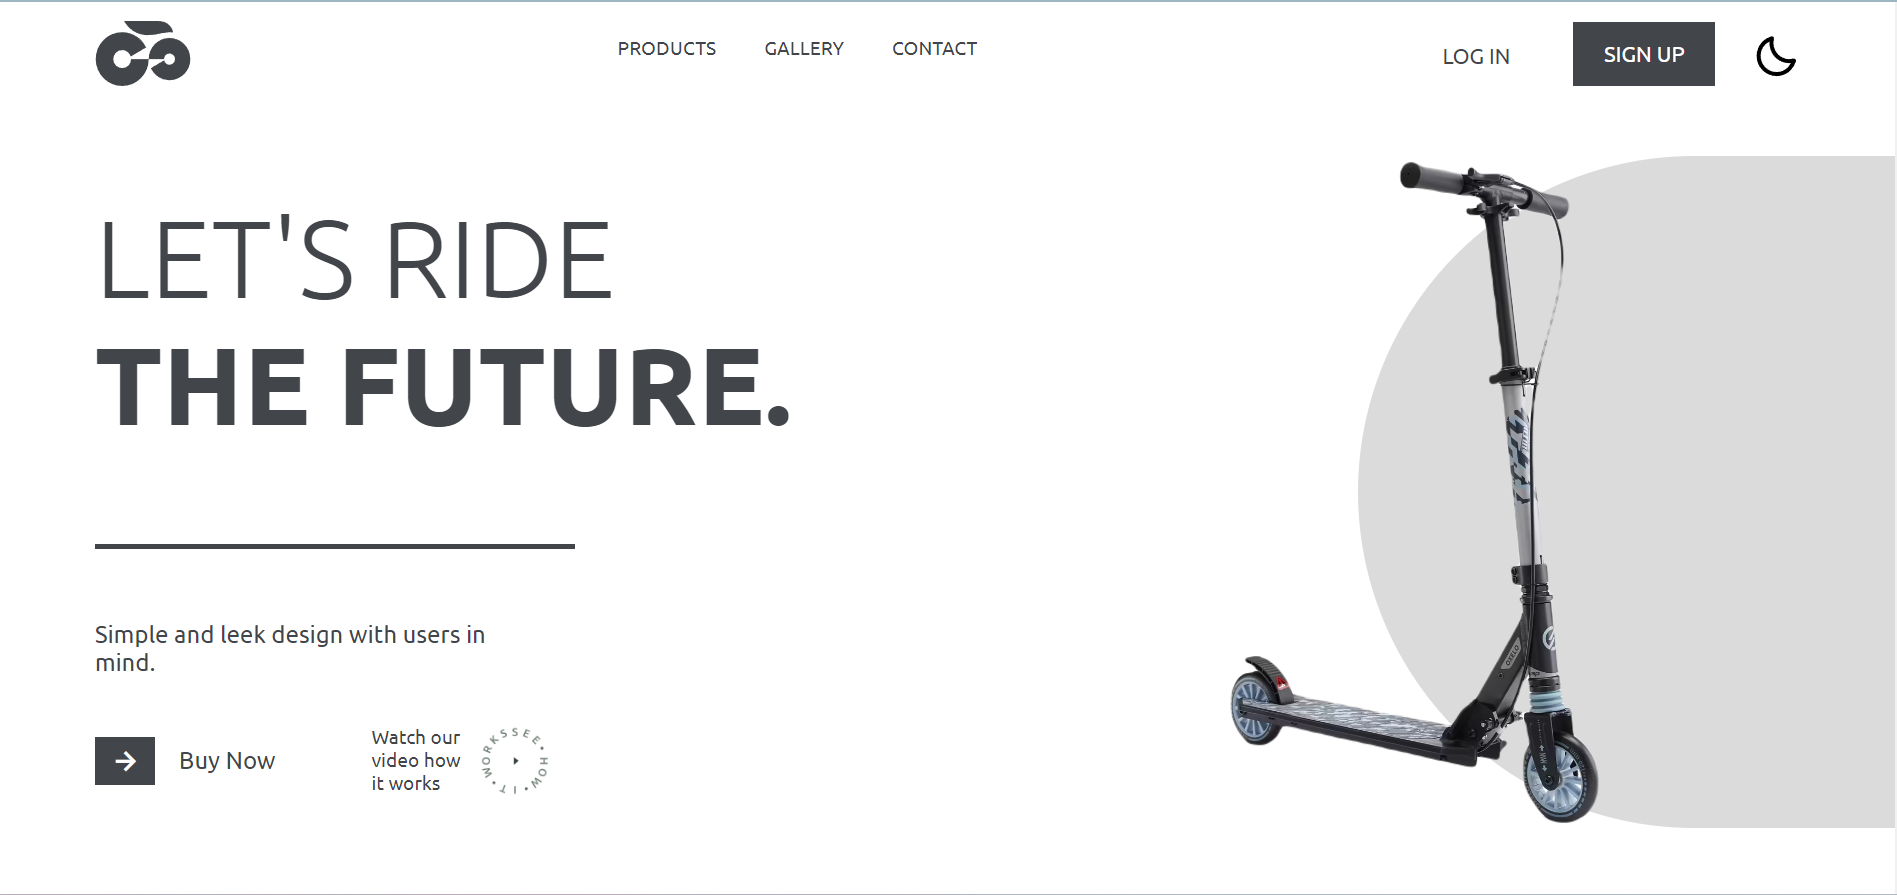 PRODUCTS GALLERY CONTACT
LOG IN
SIGN UP
LET'S RIDE
THE FUTURE.
Simple and leek design with users in
mind.
Buy Now
Watch our
video how
it works
SEE • HOW • IT • WORKS
OXELO